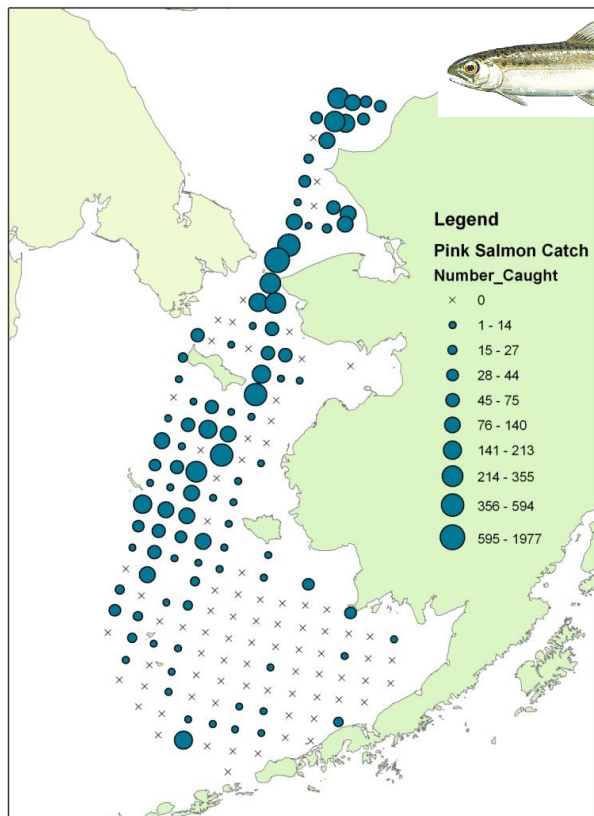 Legend
Pink Salmon Catch
Number_Caught
0
1 - 14
15 - 27
28 - 44
45 - 75
76 - 140
141 - 213
214 - 355
356 - 594
595 - 1977